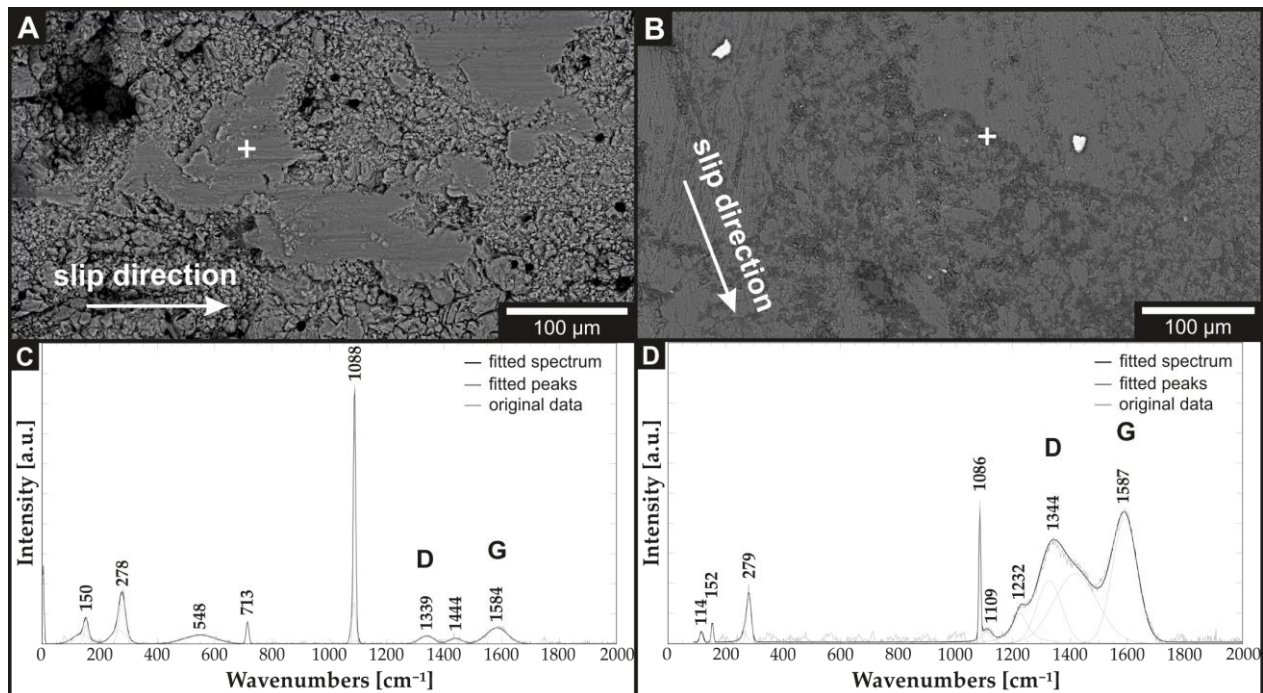 A
slip direction
100 µm
B
slip direction
100 µm
C
Intensity [a.u.]
1088
fitted spectrum
fitted peaks
original data
D
G
150
278
548
713
1339
1444
1584
0 200 400 600 800 1000 1200 1400 1600 1800 2000
Wavenumbers [cm⁻¹]
D
Intensity [a.u.]
fitted spectrum
fitted peaks
original data
D
G
1086
1344
1587
114
152
279
1109
1232
0 200 400 600 800 1000 1200 1400 1600 1800 2000
Wavenumbers [cm⁻¹]